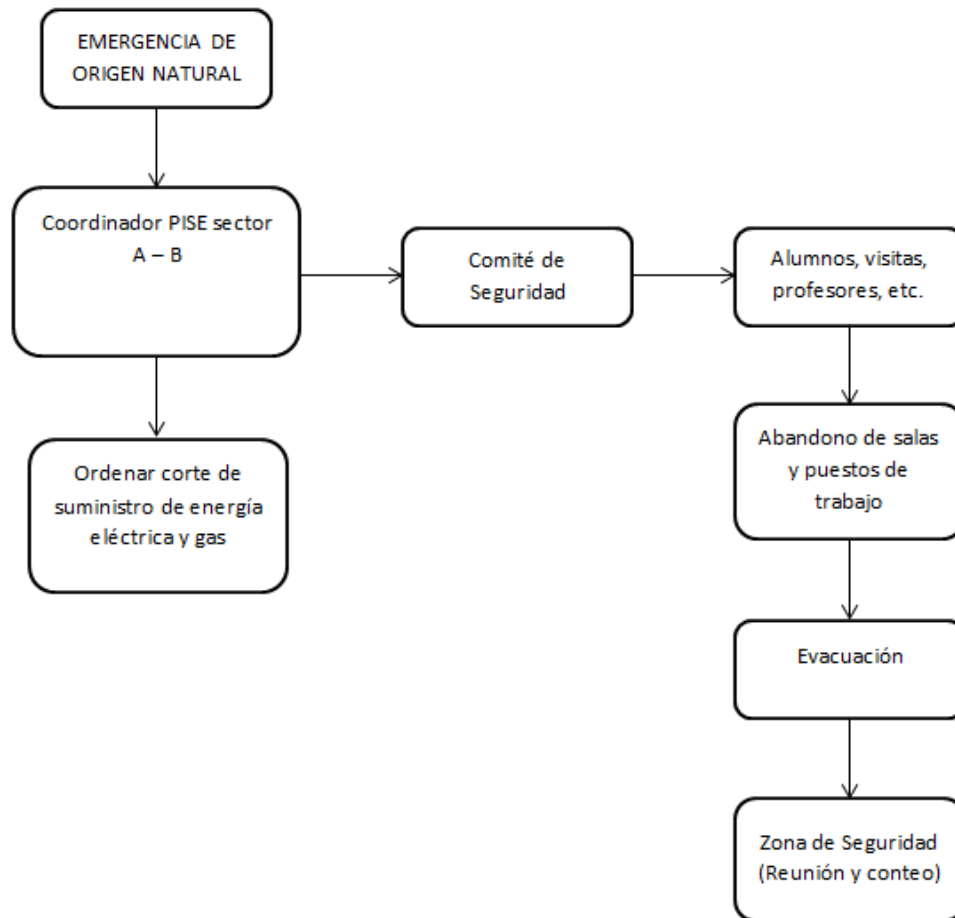 EMERGENCIA DE
ORIGEN NATURAL
Coordinador PISE sector
A – B
Comité de
Seguridad
Alumnos, visitas,
profesores, etc.
Ordenar corte de
suministro de energía
eléctrica y gas
Abandono de salas
y puestos de
trabajo
Evacuación
Zona de Seguridad
(Reunión y conteo)